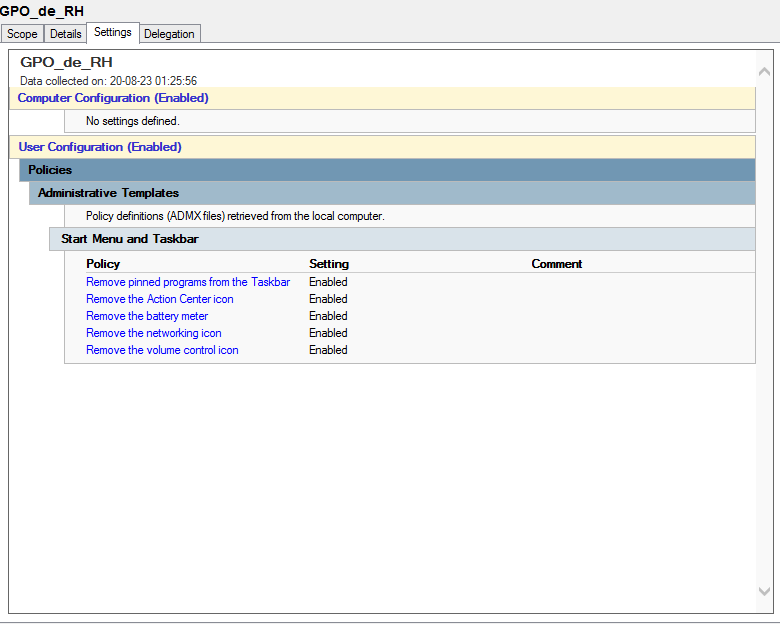 GPO_de_RH
Scope Details Settings Delegation
GPO_de_RH
Data collected on: 20-08-23 01:25:56
Computer Configuration (Enabled)
No settings defined.
User Configuration (Enabled)
Policies
Administrative Templates
Policy definitions (ADMX files) retrieved from the local computer.
Start Menu and Taskbar
Policy Setting Comment
Remove pinned programs from the Taskbar Enabled
Remove the Action Center icon Enabled
Remove the battery meter Enabled
Remove the networking icon Enabled
Remove the volume control icon Enabled